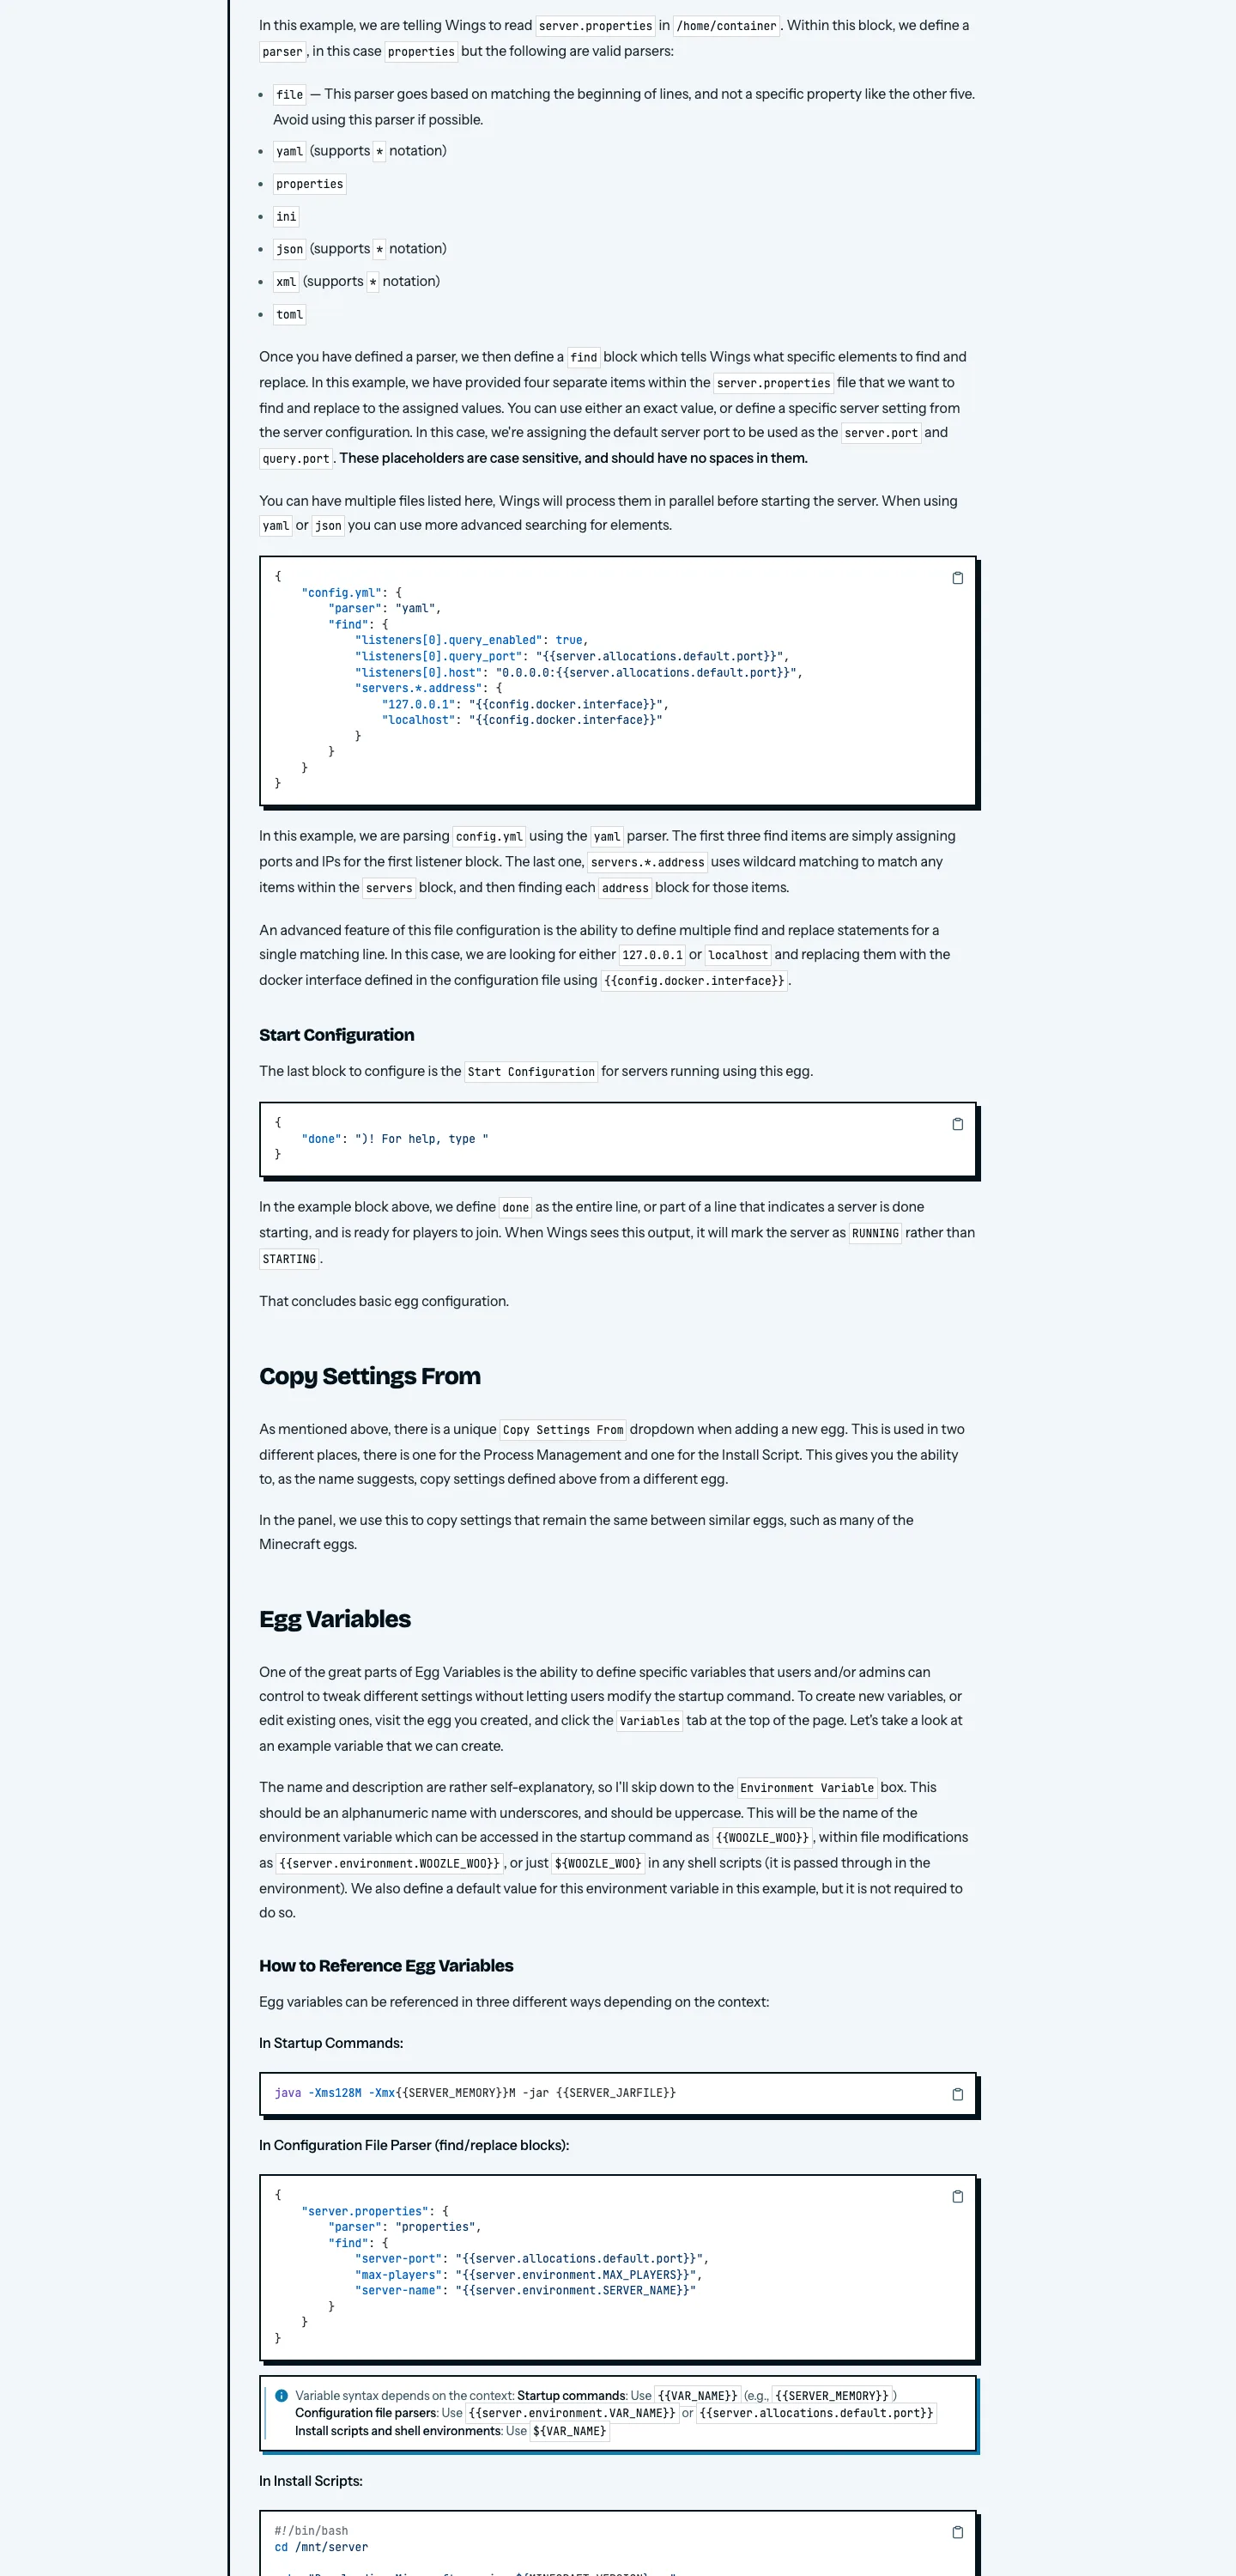 In this example, we are telling Wings to read server.properties in /home/container. Within this block, we define a
parser, in this case properties but the following are valid parsers:
file — This parser goes based on matching the beginning of lines, and not a specific property like the other five.
Avoid using this parser if possible.
yaml (supports * notation)
properties
ini
json (supports * notation)
xml (supports * notation)
toml
Once you have defined a parser, we then define a find block which tells Wings what specific elements to find and
replace. In this example, we have provided four separate items within the server.properties file that we want to
find and replace to the assigned values. You can use either an exact value, or define a specific server setting from
the server configuration. In this case, we're assigning the default server port to be used as the server.port and
query.port. These placeholders are case sensitive, and should have no spaces in them.
You can have multiple files listed here, Wings will process them in parallel before starting the server. When using
yaml or json you can use more advanced searching for elements.
{
    "config.yml": {
        "parser": "yaml",
        "find": {
            "listeners[0].query_enabled": true,
            "listeners[0].query_port": "{{server.allocations.default.port}}",
            "listeners[0].host": "0.0.0.0:{{server.allocations.default.port}}",
            "servers.*.address": {
                "127.0.0.1": "{{config.docker.interface}}",
                "localhost": "{{config.docker.interface}}"
            }
        }
    }
}
In this example, we are parsing config.yml using the yaml parser. The first three find items are simply assigning
ports and IPs for the first listener block. The last one, servers.*.address uses wildcard matching to match any
items within the servers block, and then finding each address block for those items.
An advanced feature of this file configuration is the ability to define multiple find and replace statements for a
single matching line. In this case, we are looking for either 127.0.0.1 or localhost and replacing them with the
docker interface defined in the configuration file using {{config.docker.interface}}.
Start Configuration
The last block to configure is the Start Configuration for servers running using this egg.
{
    "done": ")! For help, type "
}
In the example block above, we define done as the entire line, or part of a line that indicates a server is done
starting, and is ready for players to join. When Wings sees this output, it will mark the server as RUNNING rather than
STARTING.
That concludes basic egg configuration.
Copy Settings From
As mentioned above, there is a unique Copy Settings From dropdown when adding a new egg. This is used in two
different places, there is one for the Process Management and one for the Install Script. This gives you the ability
to, as the name suggests, copy settings defined above from a different egg.
In the panel, we use this to copy settings that remain the same between similar eggs, such as many of the
Minecraft eggs.
Egg Variables
One of the great parts of Egg Variables is the ability to define specific variables that users and/or admins can
control to tweak different settings without letting users modify the startup command. To create new variables, or
edit existing ones, visit the egg you created, and click the Variables tab at the top of the page. Let's take a look at
an example variable that we can create.
The name and description are rather self-explanatory, so I'll skip down to the Environment Variable box. This
should be an alphanumeric name with underscores, and should be uppercase. This will be the name of the
environment variable which can be accessed in the startup command as {{WOOZLE_WOO}}, within file modifications
as {{server.environment.WOOZLE_WOO}}, or just ${WOOZLE_WOO} in any shell scripts (it is passed through in the
environment). We also define a default value for this environment variable in this example, but it is not required to
do so.
How to Reference Egg Variables
Egg variables can be referenced in three different ways depending on the context:
In Startup Commands:
java -Xms128M -Xmx{{SERVER_MEMORY}}M -jar {{SERVER_JARFILE}}
In Configuration File Parser (find/replace blocks):
{
    "server.properties": {
        "parser": "properties",
        "find": {
            "server-port": "{{server.allocations.default.port}}",
            "max-players": "{{server.environment.MAX_PLAYERS}}",
            "server-name": "{{server.environment.SERVER_NAME}}"
        }
    }
}
Variable syntax depends on the context: Startup commands: Use {{VAR_NAME}} (e.g., {{SERVER_MEMORY}})
Configuration file parsers: Use {{server.environment.VAR_NAME}} or {{server.allocations.default.port}}
Install scripts and shell environments: Use ${VAR_NAME}
In Install Scripts:
#!/bin/bash
cd /mnt/server